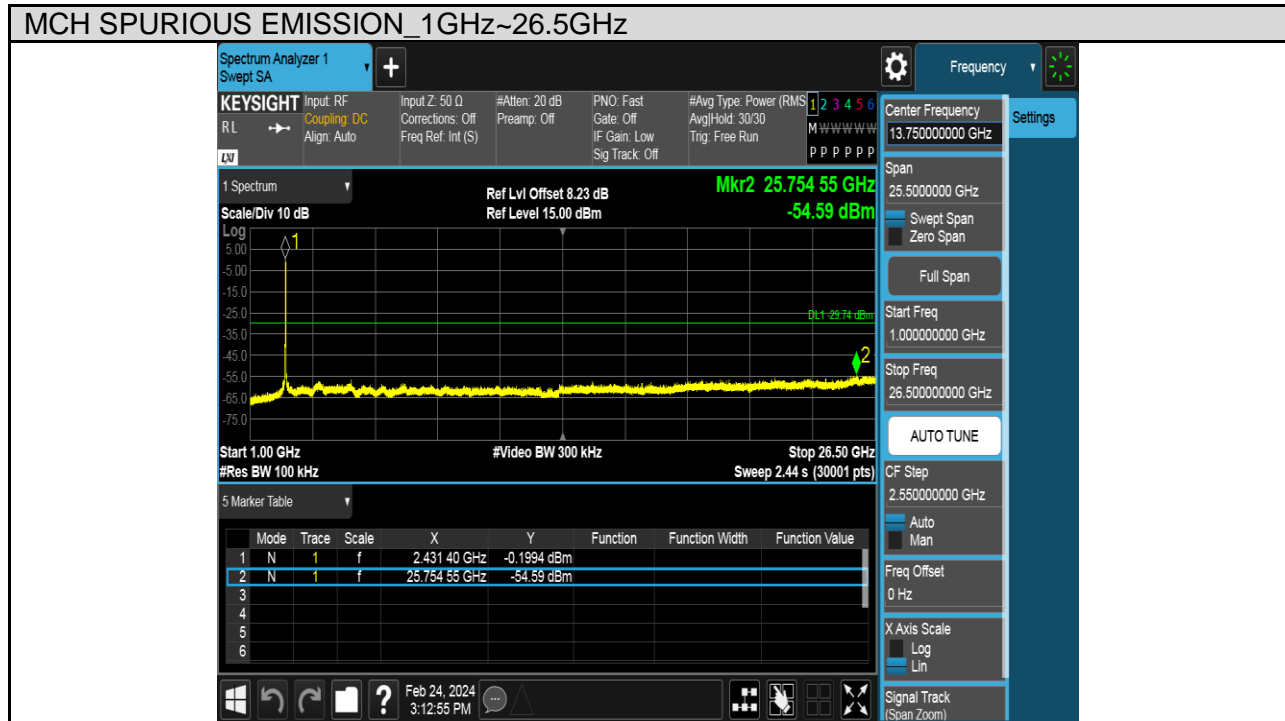 MCH SPURIOUS EMISSION_1GHz~26.5GHz
Spectrum Analyzer 1
Swept SA
+
Frequency
KEYSIGHT
RL
LXI
Input: RF
Coupling: DC
Align: Auto
Input Z: 50 Ω
Corrections: Off
Freq Ref: Int (S)
#Atten: 20 dB
Preamp: Off
PNO: Fast
Gate: Off
IF Gain: Low
Sig Track: Off
#Avg Type: Power (RMS
Avg|Hold: 30/30
Trig: Free Run
1 2 3 4 5 6
M W W W W W
P P P P P P
1 Spectrum
Scale/Div 10 dB
Ref Lvl Offset 8.23 dB
Ref Level 15.00 dBm
Mkr2 25.754 55 GHz
-54.59 dBm
Log
5.00
-5.00
-15.0
-25.0
-35.0
-45.0
-55.0
-65.0
-75.0
1
DL1 -29.74 dBm
2
Start 1.00 GHz
#Res BW 100 kHz
#Video BW 300 kHz
Stop 26.50 GHz
Sweep 2.44 s (30001 pts)
5 Marker Table
Mode Trace Scale X Y Function Function Width Function Value
1 N 1 f 2.431 40 GHz -0.1994 dBm
2 N 1 f 25.754 55 GHz -54.59 dBm
3
4
5
6
Feb 24, 2024
3:12:55 PM
?
Settings
Center Frequency
13.750000000 GHz
Span
25.5000000 GHz
Swept Span
Zero Span
Full Span
Start Freq
1.000000000 GHz
Stop Freq
26.500000000 GHz
AUTO TUNE
CF Step
2.550000000 GHz
Auto
Man
Freq Offset
0 Hz
X Axis Scale
Log
Lin
Signal Track
(Span Zoom)